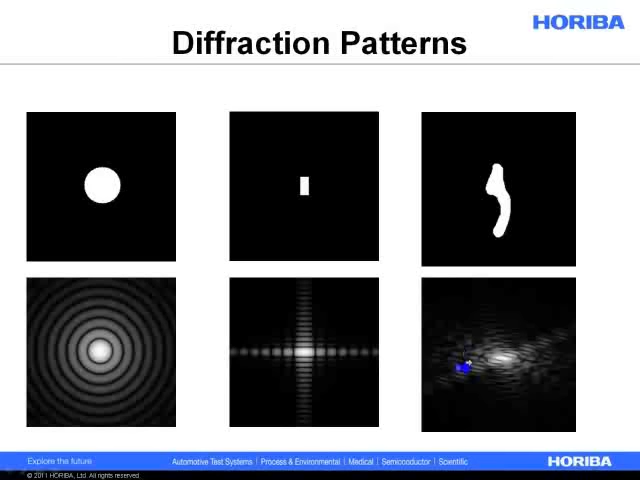 HORIBA
Diffraction Patterns
Explore the future
Automotive Test Systems | Process & Environmental | Medical | Semiconductor | Scientific
HORIBA
© 2011 HORIBA, Ltd. All rights reserved.